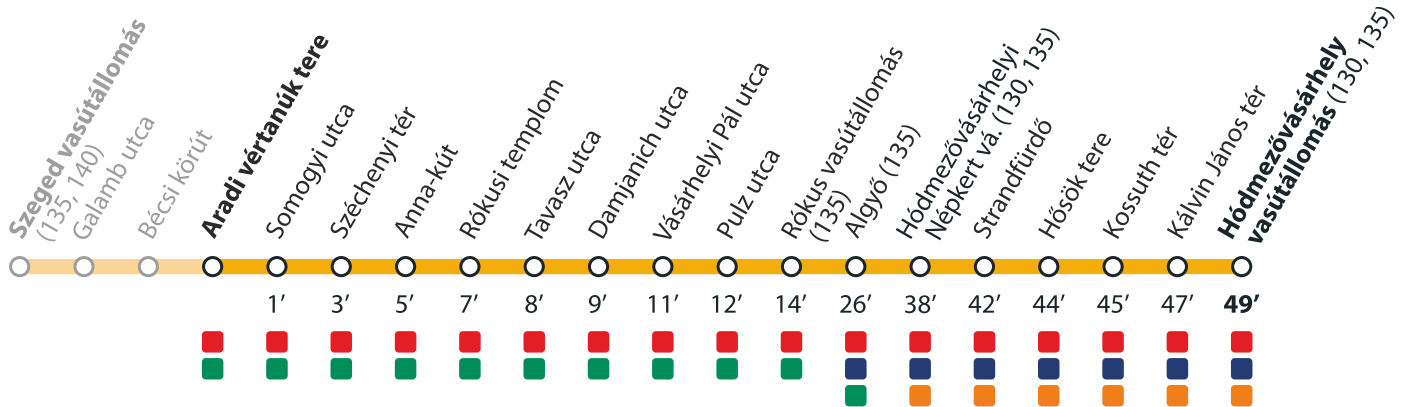 Szeged vasútállomás
(135, 140)
Galamb utca
Bécsi körút
Aradi vértanúk tere
Somogyi utca
Széchenyi tér
Anna-kút
Rókusi templom
Tavasz utca
Damjanich utca
Vásárhelyi Pál utca
Pulz utca
Rókus vasútállomás
(135)
Algyő (135)
Hódmezővásárhelyi
Népkert vá. (130, 135)
Strandfürdő
Hősök tere
Kossuth tér
Kálvin János tér
Hódmezővásárhely
vasútállomás (130, 135)
1’ 3’ 5’ 7’ 8’ 9’ 11’ 12’ 14’ 26’ 38’ 42’ 44’ 45’ 47’ 49’